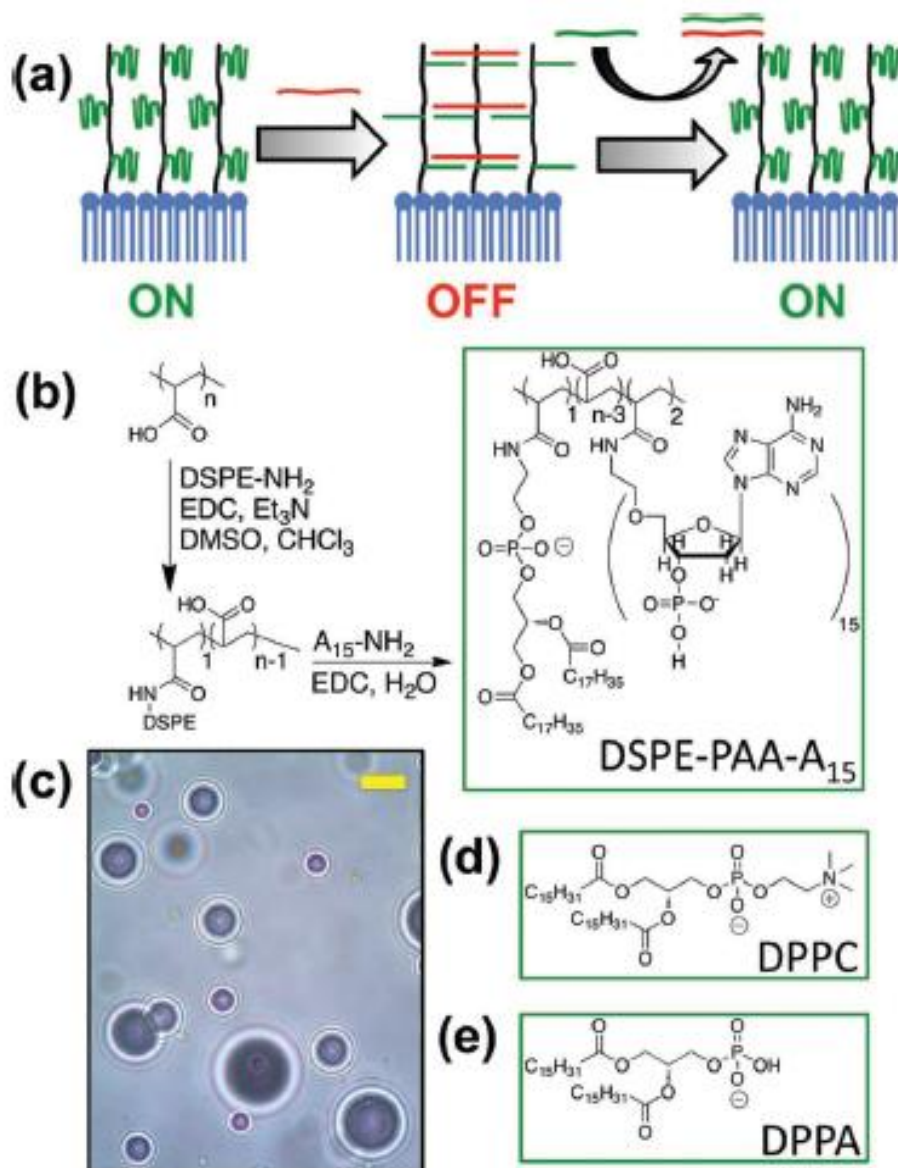 (a)
ON
OFF
ON
(b)
n
HO
O
DSPE-NH₂
EDC, Et₃N
DMSO, CHCl₃
HO
O
1
n-1
HN
O
DSPE
A₁₅-NH₂
EDC, H₂O
HO
O
1
n-3
2
HN
O
HN
O
NH₂
N
N
N
N
O
O
O=P-O⊖
O
O
H
H
H
H
O
O=P-O⁻
O
H
15
O
O
O
O
C₁₇H₃₅
C₁₇H₃₅
DSPE-PAA-A₁₅
(c)
(d)
O
C₁₅H₃₁
O
O
O
P
O
O
⊖
N
⊕
C₁₅H₃₁
O
O
DPPC
(e)
O
C₁₅H₃₁
O
O
O
P
OH
O
⊖
C₁₅H₃₁
O
O
DPPA